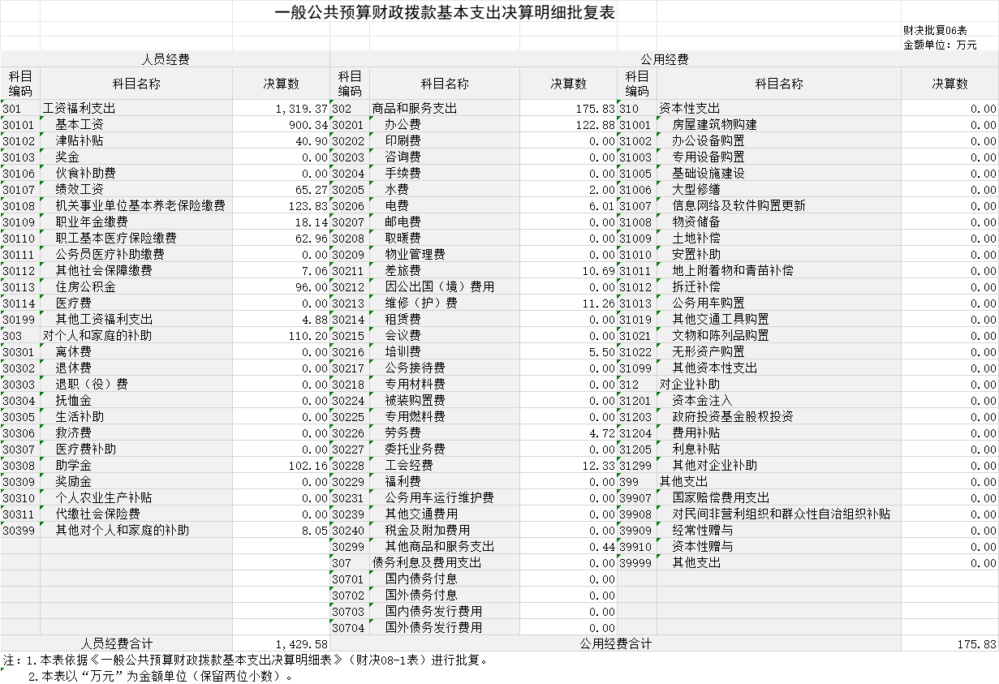 一般公共预算财政拨款基本支出决算明细批复表
财决批复06表
金额单位：万元
人员经费 公用经费
科目编码 科目名称 决算数 科目编码 科目名称 决算数 科目编码 科目名称 决算数
301 工资福利支出 1,319.37 302 商品和服务支出 175.83 310 资本性支出 0.00
30101 基本工资 900.34 30201 办公费 122.88 31001 房屋建筑物购建 0.00
30102 津贴补贴 40.90 30202 印刷费 0.00 31002 办公设备购置 0.00
30103 奖金 0.00 30203 咨询费 0.00 31003 专用设备购置 0.00
30106 伙食补助费 0.00 30204 手续费 0.00 31005 基础设施建设 0.00
30107 绩效工资 65.27 30205 水费 2.00 31006 大型修缮 0.00
30108 机关事业单位基本养老保险缴费 123.83 30206 电费 6.01 31007 信息网络及软件购置更新 0.00
30109 职业年金缴费 18.14 30207 邮电费 0.00 31008 物资储备 0.00
30110 职工基本医疗保险缴费 62.96 30208 取暖费 0.00 31009 土地补偿 0.00
30111 公务员医疗补助缴费 0.00 30209 物业管理费 0.00 31010 安置补助 0.00
30112 其他社会保障缴费 7.06 30211 差旅费 10.69 31011 地上附着物和青苗补偿 0.00
30113 住房公积金 96.00 30212 因公出国（境）费用 0.00 31012 拆迁补偿 0.00
30114 医疗费 0.00 30213 维修（护）费 11.26 31013 公务用车购置 0.00
30199 其他工资福利支出 4.88 30214 租赁费 0.00 31019 其他交通工具购置 0.00
303 对个人和家庭的补助 110.20 30215 会议费 0.00 31021 文物和陈列品购置 0.00
30301 离休费 0.00 30216 培训费 5.50 31022 无形资产购置 0.00
30302 退休费 0.00 30217 公务接待费 0.00 31099 其他资本性支出 0.00
30303 退职（役）费 0.00 30218 专用材料费 0.00 312 对企业补助 0.00
30304 抚恤金 0.00 30224 被装购置费 0.00 31201 资本金注入 0.00
30305 生活补助 0.00 30225 专用燃料费 0.00 31203 政府投资基金股权投资 0.00
30306 救济费 0.00 30226 劳务费 4.72 31204 费用补贴 0.00
30307 医疗费补助 0.00 30227 委托业务费 0.00 31205 利息补贴 0.00
30308 助学金 102.16 30228 工会经费 12.33 31299 其他对企业补助 0.00
30309 奖励金 0.00 30229 福利费 0.00 399 其他支出 0.00
30310 个人农业生产补贴 0.00 30231 公务用车运行维护费 0.00 39907 国家赔偿费用支出 0.00
30311 代缴社会保险费 0.00 30239 其他交通费用 0.00 39908 对民间非营利组织和群众性自治组织补贴 0.00
30399 其他对个人和家庭的补助 8.05 30240 税金及附加费用 0.00 39909 经常性赠与 0.00
30299 其他商品和服务支出 0.44 39910 资本性赠与 0.00
307 债务利息及费用支出 0.00 39999 其他支出 0.00
30701 国内债务付息 0.00
30702 国外债务付息 0.00
30703 国内债务发行费用 0.00
30704 国外债务发行费用 0.00
人员经费合计 1,429.58 公用经费合计 175.83
注：1.本表依据《一般公共预算财政拨款基本支出决算明细表》（财决08-1表）进行批复。
2.本表以“万元”为金额单位（保留两位小数）。